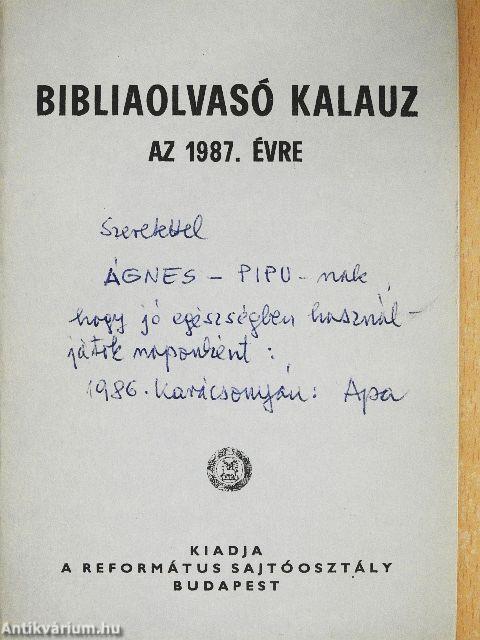 BIBLIAOLVASÓ KALAUZ
AZ 1987. ÉVRE
Szeretettel
ÁGNES - PIPU - nak,
hogy jó egészségben használ-
játok naponként:
1986. Karácsonyán: Apa
KIADJA
A REFORMÁTUS SAJTÓOSZTÁLY
BUDAPEST
Antikvárium.hu